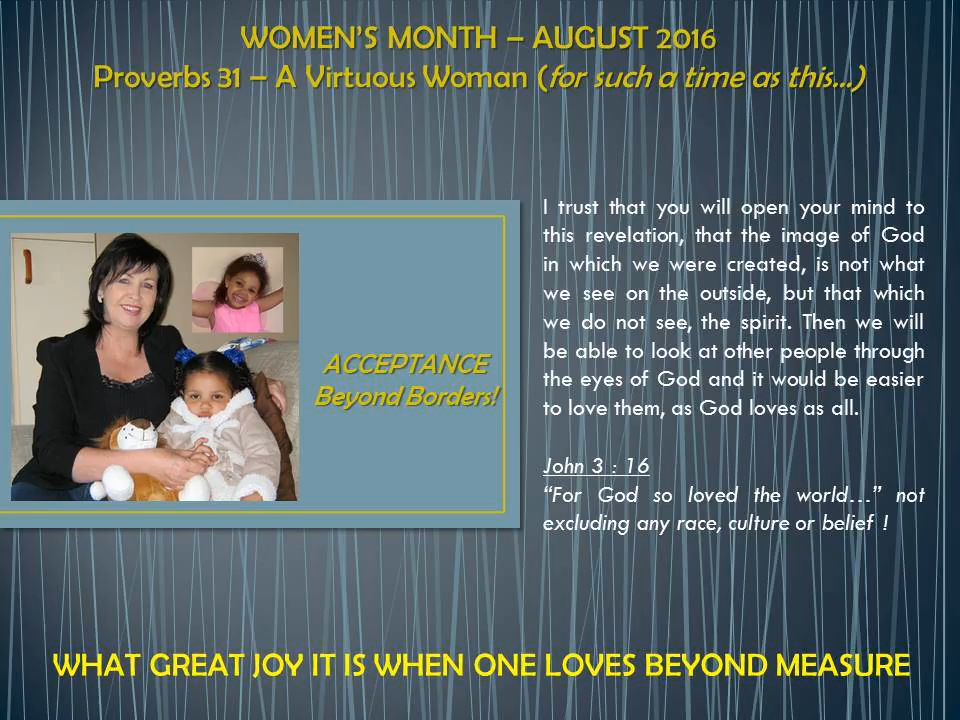 WOMEN'S MONTH – AUGUST 2016
Proverbs 31 – A Virtuous Woman (for such a time as this...)
ACCEPTANCE
Beyond Borders!
I trust that you will open your mind to
this revelation, that the image of God
in which we were created, is not what
we see on the outside, but that which
we do not see, the spirit. Then we will
be able to look at other people through
the eyes of God and it would be easier
to love them, as God loves as all.
John 3 : 16
“For God so loved the world…” not
excluding any race, culture or belief !
WHAT GREAT JOY IT IS WHEN ONE LOVES BEYOND MEASURE